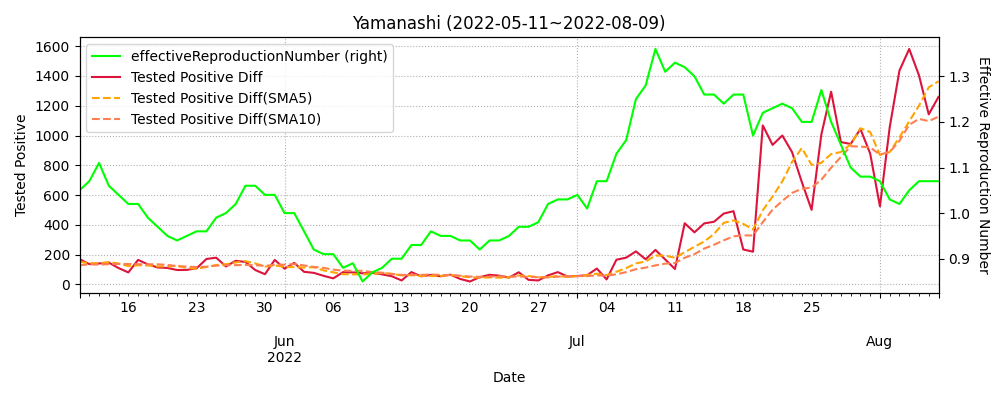 Yamanashi (2022-05-11~2022-08-09)
effectiveReproductionNumber (right)
Tested Positive Diff
Tested Positive Diff(SMA5)
Tested Positive Diff(SMA10)
Tested Positive
1600
1400
1200
1000
800
600
400
200
0
Effective Reproduction Number
1.3
1.2
1.1
1.0
0.9
16 23 30 06 13 20 27 04 11 18 25
Jun Jul Aug
2022
Date